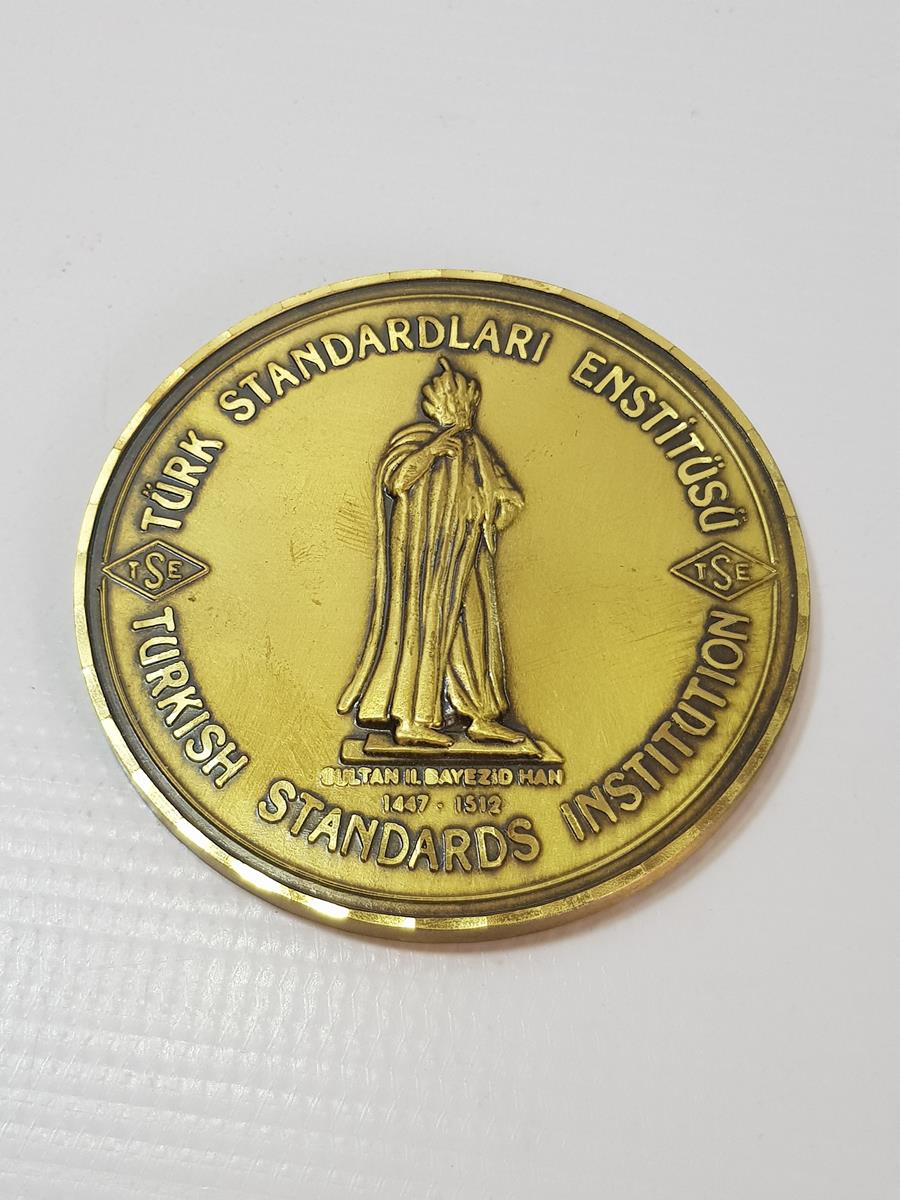 TÜRK STANDARDLARI ENSTİTÜSÜ
TSE
TSE
TURKISH STANDARDS INSTITUTION
SULTAN II. BAYEZİD HAN
1447 - 1512